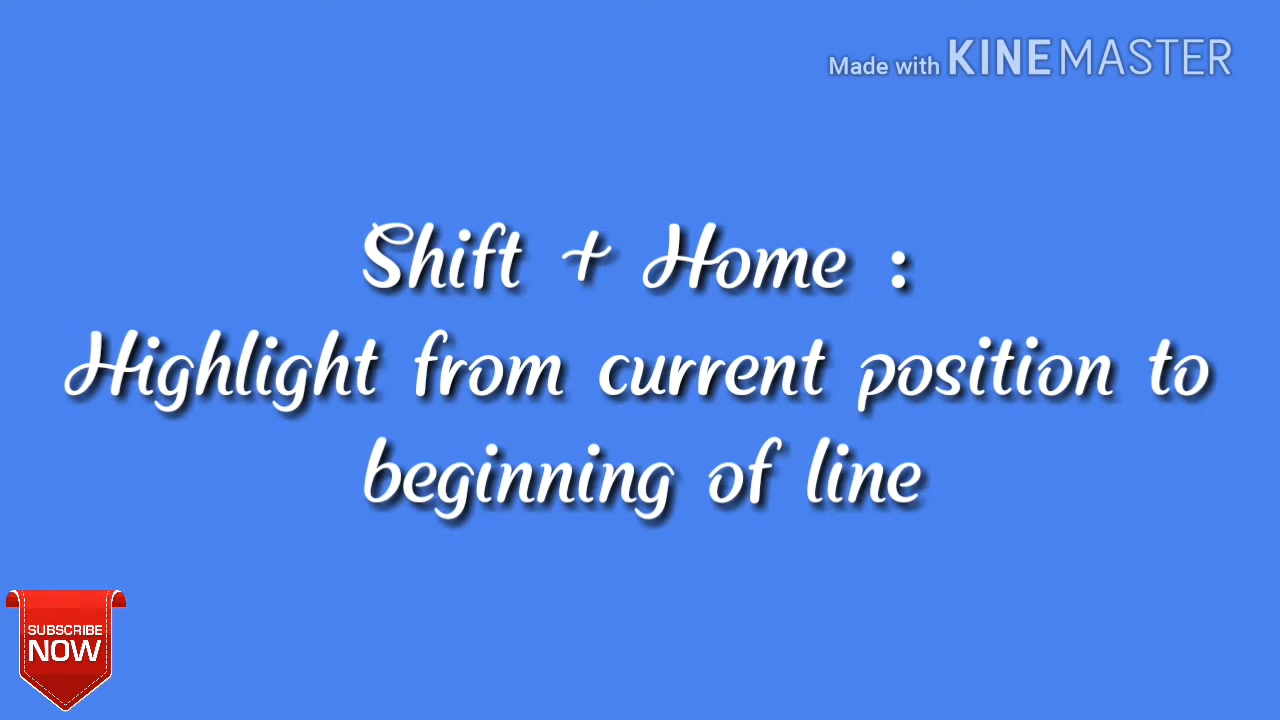 Made with KINEMASTER
Shift + Home :
Highlight from current position to
beginning of line
SUBSCRIBE
NOW